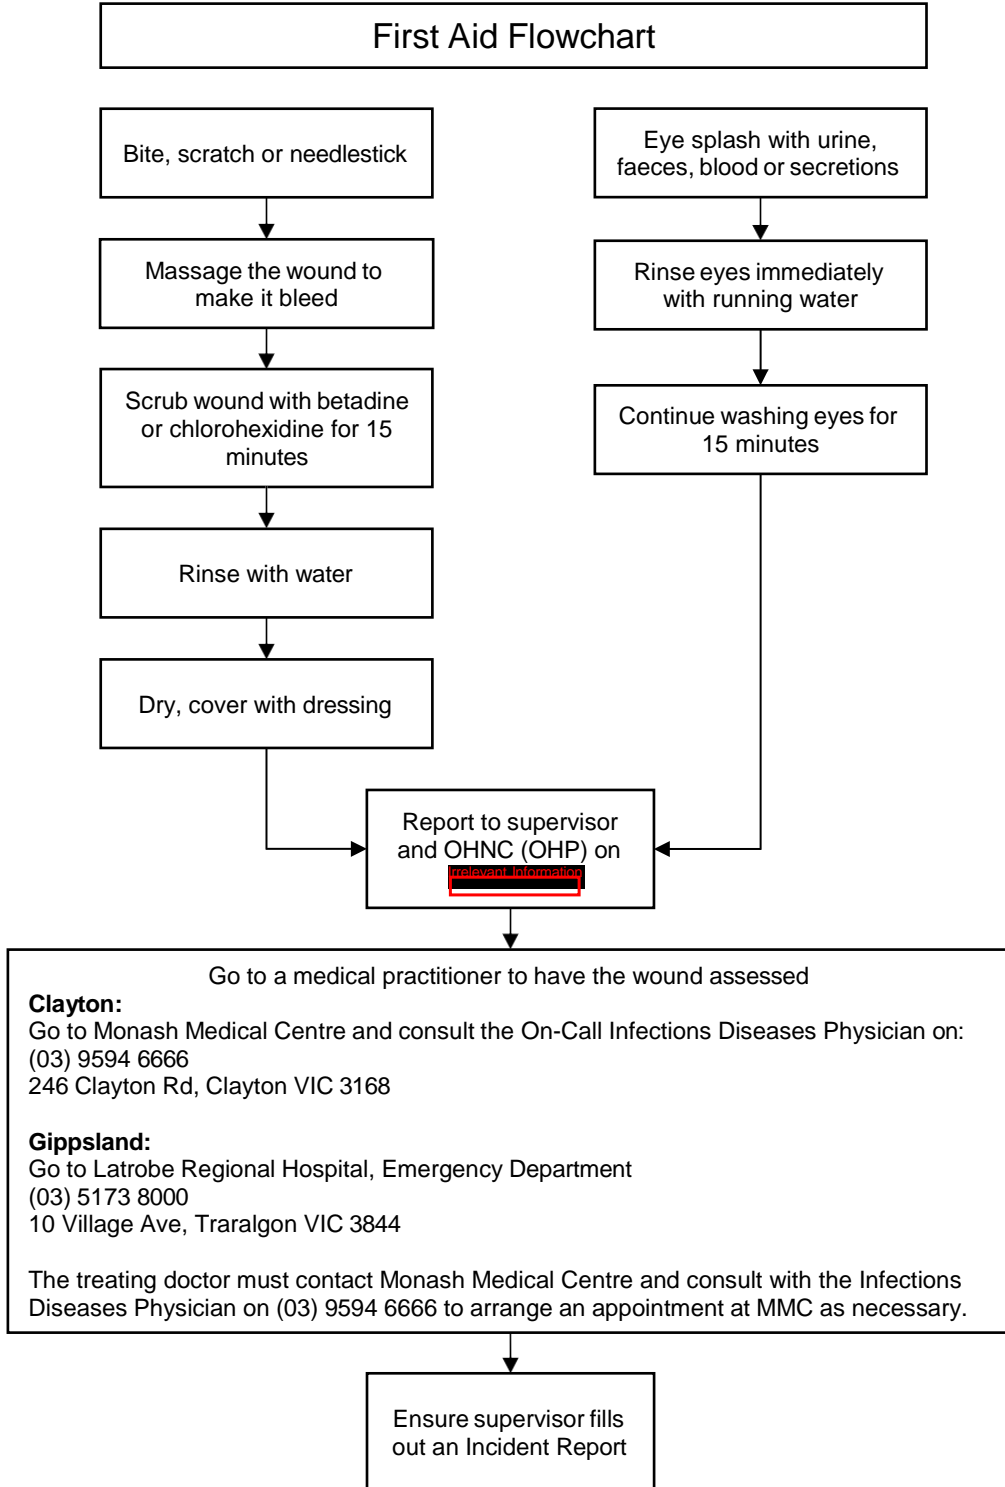 First Aid Flowchart
Bite, scratch or needlestick
Massage the wound to
make it bleed
Scrub wound with betadine
or chlorohexidine for 15
minutes
Rinse with water
Dry, cover with dressing
Eye splash with urine,
faeces, blood or secretions
Rinse eyes immediately
with running water
Continue washing eyes for
15 minutes
Report to supervisor
and OHNC (OHP) on
Irrelevant Information
Go to a medical practitioner to have the wound assessed
Clayton:
Go to Monash Medical Centre and consult the On-Call Infections Diseases Physician on:
(03) 9594 6666
246 Clayton Rd, Clayton VIC 3168
Gippsland:
Go to Latrobe Regional Hospital, Emergency Department
(03) 5173 8000
10 Village Ave, Traralgon VIC 3844
The treating doctor must contact Monash Medical Centre and consult with the Infections
Diseases Physician on (03) 9594 6666 to arrange an appointment at MMC as necessary.
Ensure supervisor fills
out an Incident Report